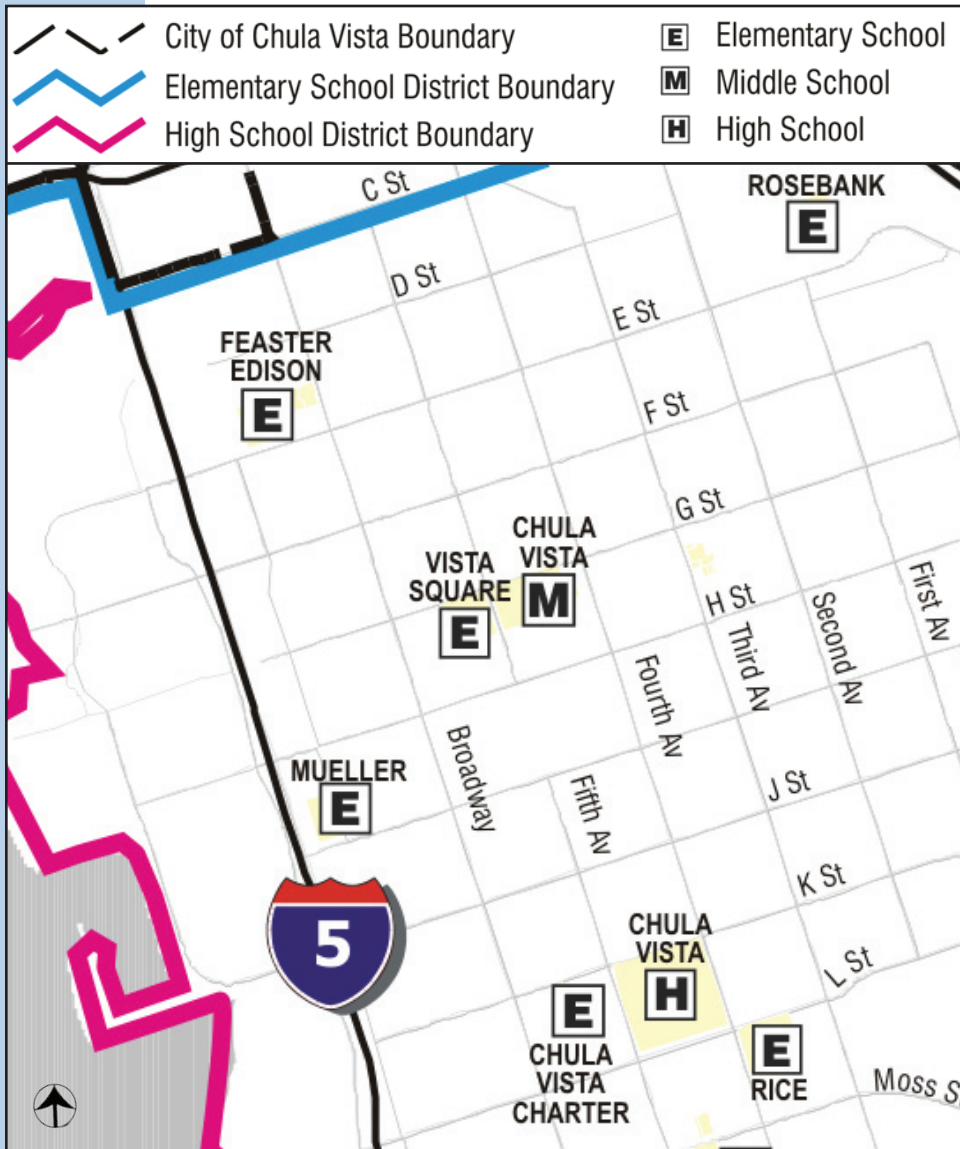 City of Chula Vista Boundary
Elementary School District Boundary
High School District Boundary
E Elementary School
M Middle School
H High School
C St
ROSEBANK
E
D St
E St
FEASTER
EDISON
E
F St
G St
CHULA
VISTA
M
VISTA
SQUARE
E
H St
First Av
Second Av
Third Av
Fourth Av
Broadway
MUELLER
E
Fifth Av
J St
K St
5
CHULA
VISTA
H
L St
E
CHULA
VISTA
CHARTER
E
RICE
Moss S